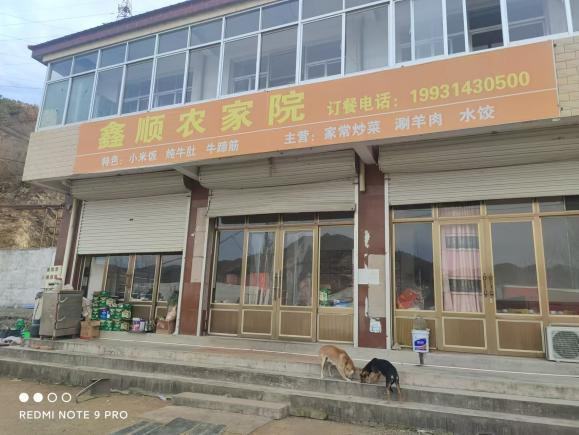 鑫顺农家院 订餐电话:19931430500
特色:小米饭 炖牛肚 牛蹄筋 主营:家常炒菜 涮羊肉 水饺
REDMI NOTE 9 PRO